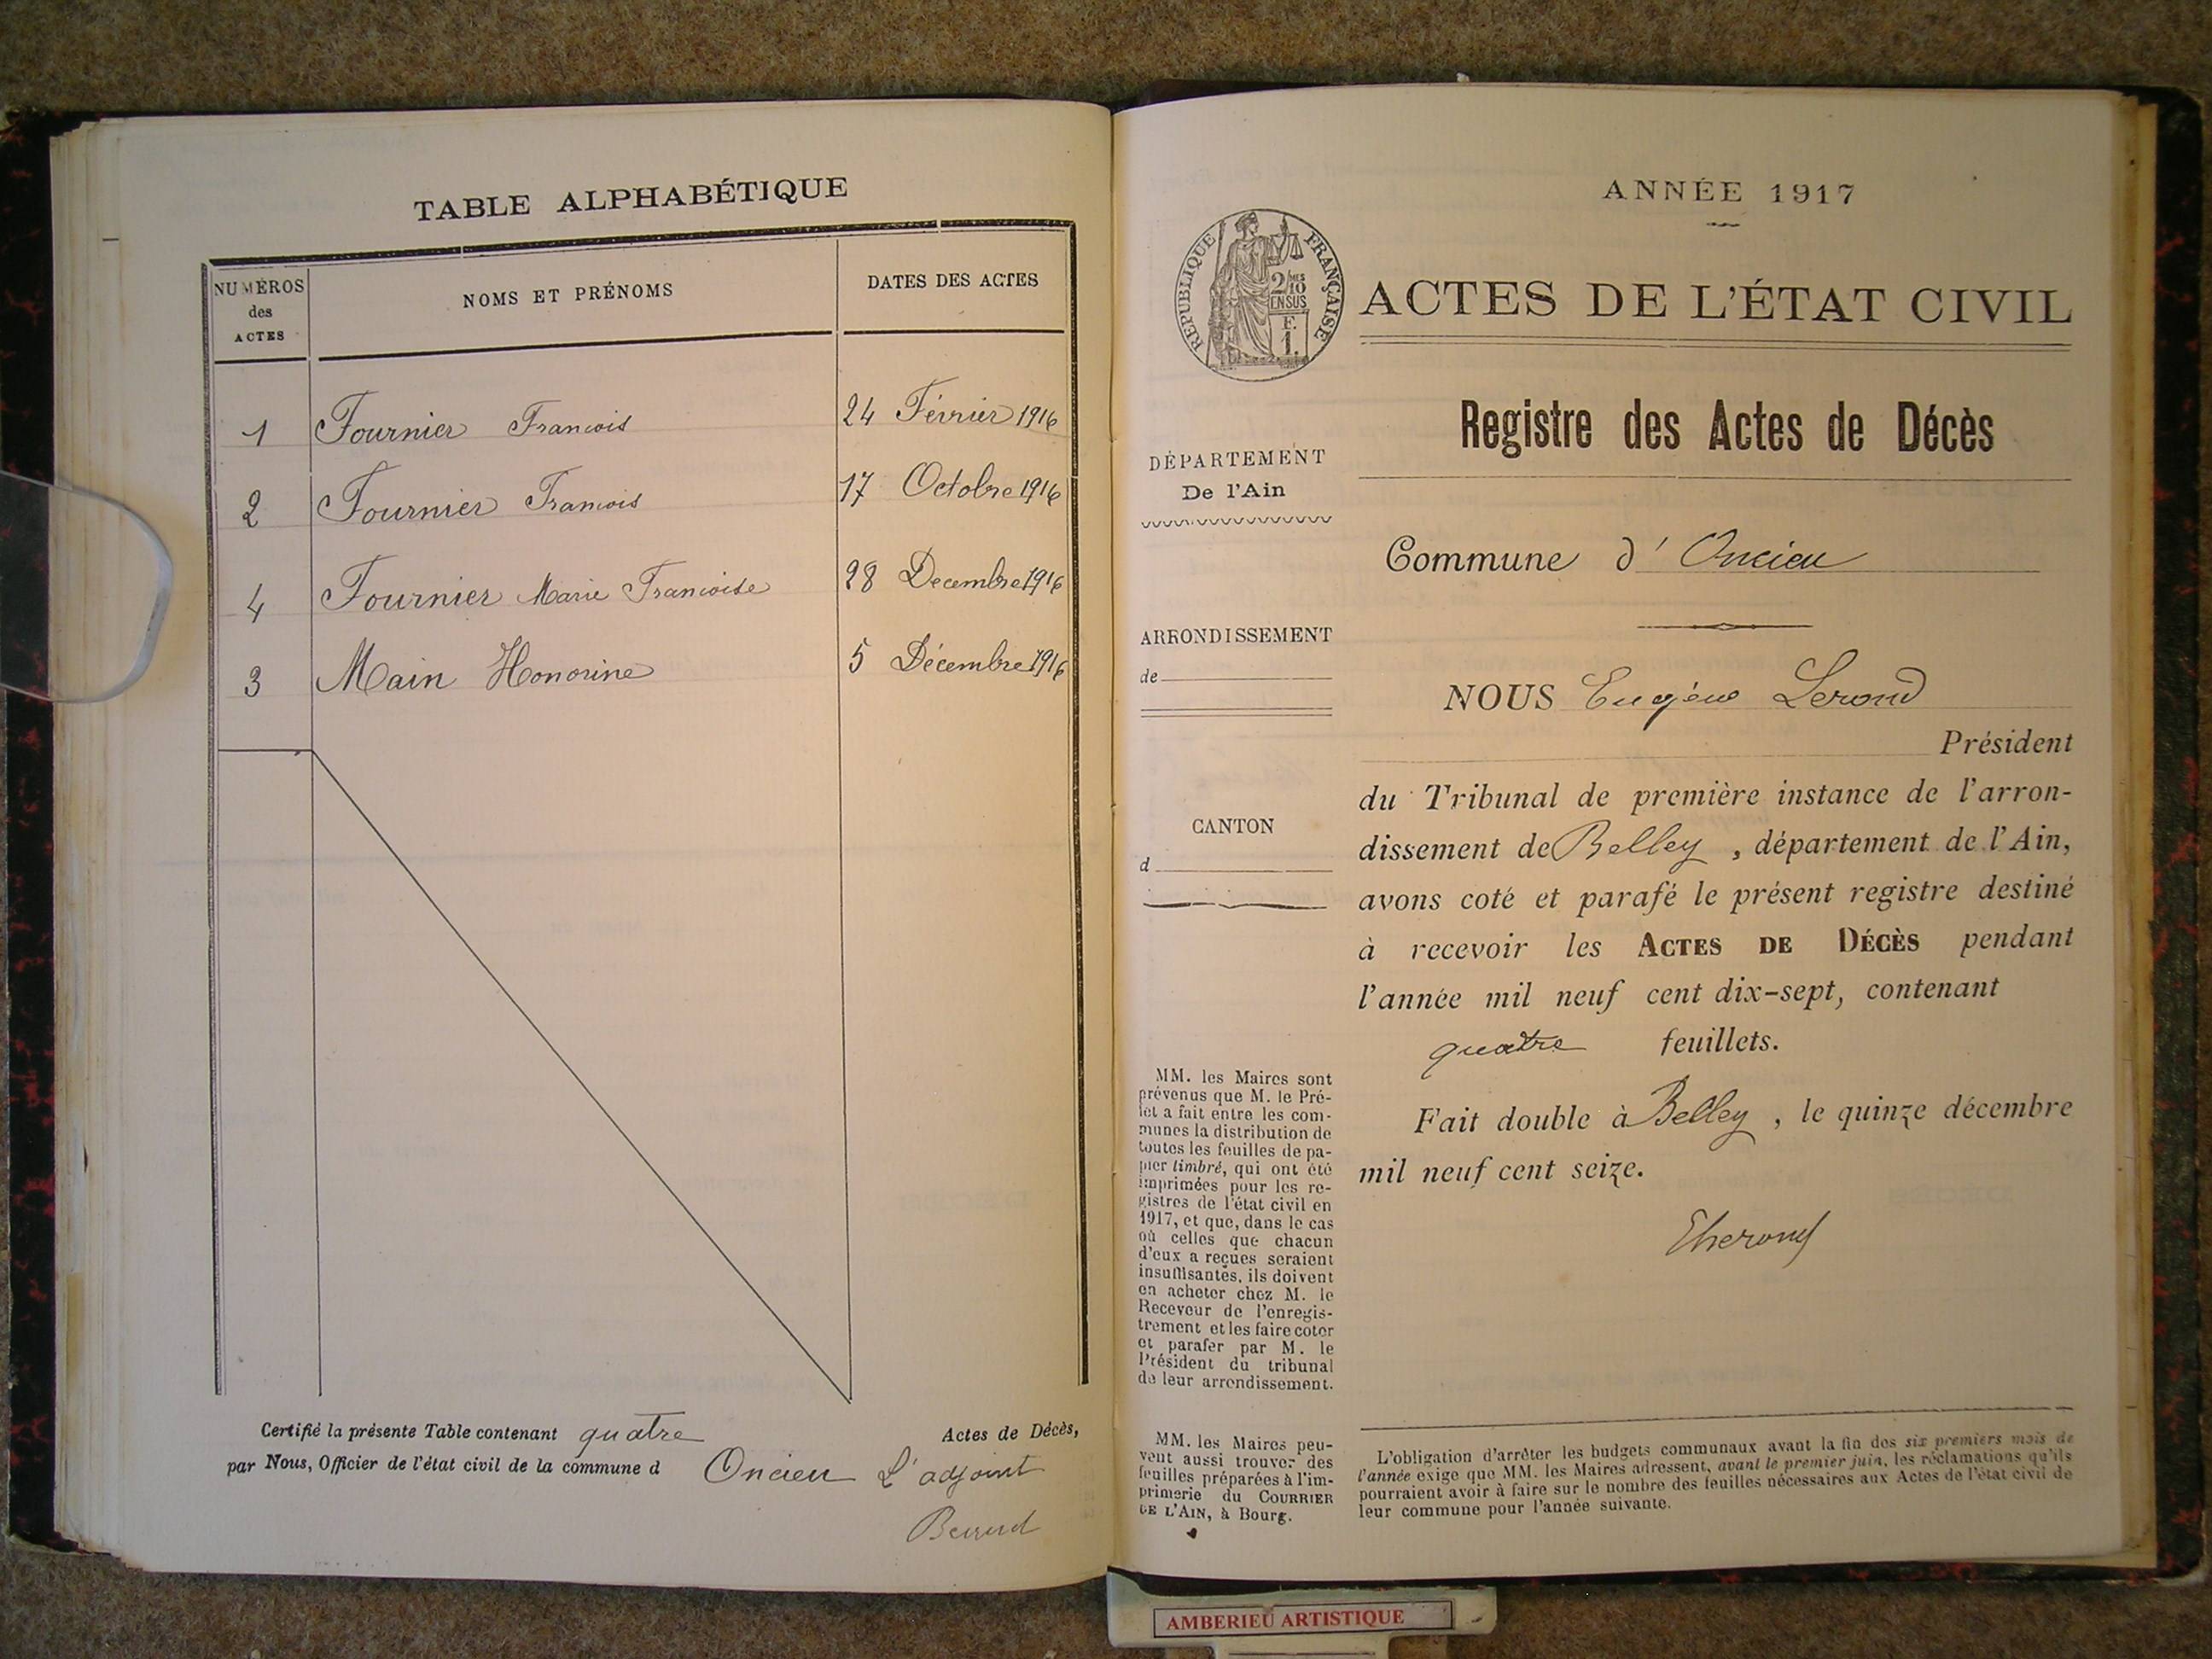 TABLE ALPHABÉTIQUE
NUMÉROS des ACTES
NOMS ET PRÉNOMS
DATES DES ACTES
1 Fournier Francois 24 Février 1916
2 Fournier Francois 17 Octobre 1916
4 Fournier Marie Francoise 28 Decembre 1916
3 Main Honorine 5 Décembre 1916
Certifié la présente Table contenant quatre Actes de Décès,
par Nous, Officier de l'état civil de la commune d Oncieu L'adjoint
ANNÉE 1917
RÉPUBLIQUE FRANÇAISE
2/10 MES
EN SUS
F.
1.
ACTES DE L'ÉTAT CIVIL
Registre des Actes de Décès
DÉPARTEMENT
De l'Ain
Commune d' Oncieu
ARRONDISSEMENT
de
NOUS Eugène Lerond
Président
du Tribunal de première instance de l'arron-
dissement de Belley, département de l'Ain,
avons coté et parafé le présent registre destiné
à recevoir les ACTES DE DÉCÈS pendant
l'année mil neuf cent dix-sept, contenant
quatre feuillets.
Fait double à Belley, le quinze décembre
mil neuf cent seize.
CANTON
d
MM. les Maires sont
prévenus que M. le Pré-
fet a fait entre les com-
munes la distribution de
toutes les feuilles de pa-
pier timbré, qui ont été
imprimées pour les re-
gistres de l'état civil en
1917, et que, dans le cas
où celles que chacun
d'eux a reçues seraient
insuffisantes, ils doivent
en acheter chez M. le
Receveur de l'enregis-
trement et les faire coter
et parafer par M. le
Président du tribunal
de leur arrondissement.
MM. les Maires peu-
vent aussi trouver des
feuilles préparées à l'im-
primerie du COURRIER
DE L'AIN, à Bourg.
L'obligation d'arrêter les budgets communaux avant la fin des six premiers mois de
l'année exige que MM. les Maires adressent, avant le premier juin, les réclamations qu'ils
pourraient avoir à faire sur le nombre des feuilles nécessaires aux Actes de l'état civil de
leur commune pour l'année suivante.
AMBERIEU ARTISTIQUE